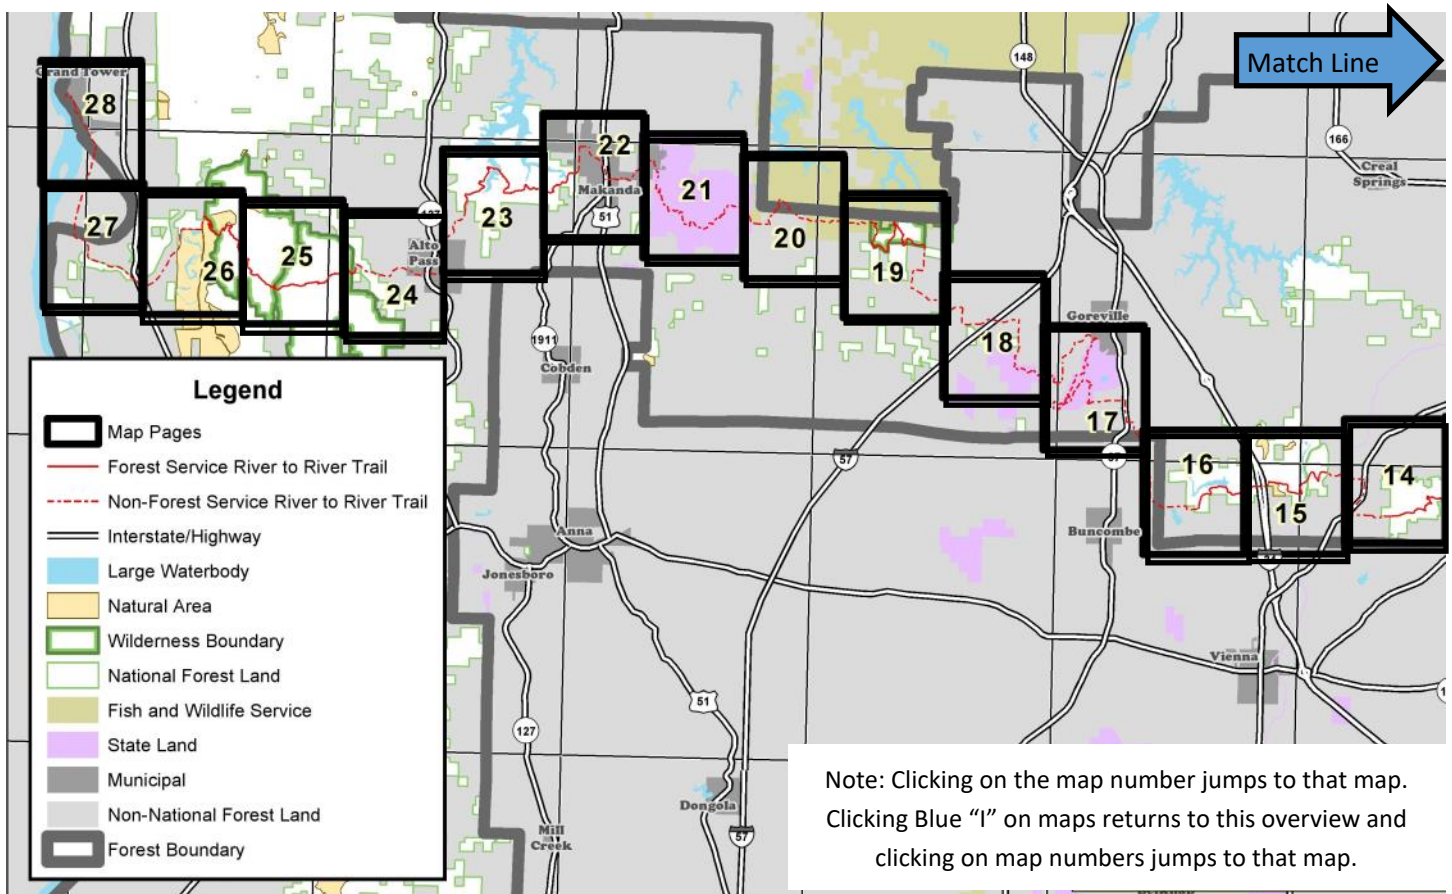 Match Line
148
166
Creal
Springs
Grand Tower
28
27
26
25
24
127
Alto
Pass
23
22
Makanda
51
21
20
19
18
Goreville
17
16
15
14
1911
Cobden
57
37
24
Anna
Jonesboro
Buncombe
Vienna
51
127
Dongola
57
Mill
Creek
Legend
Map Pages
Forest Service River to River Trail
Non-Forest Service River to River Trail
Interstate/Highway
Large Waterbody
Natural Area
Wilderness Boundary
National Forest Land
Fish and Wildlife Service
State Land
Municipal
Non-National Forest Land
Forest Boundary
Note: Clicking on the map number jumps to that map.
Clicking Blue “I” on maps returns to this overview and
clicking on map numbers jumps to that map.